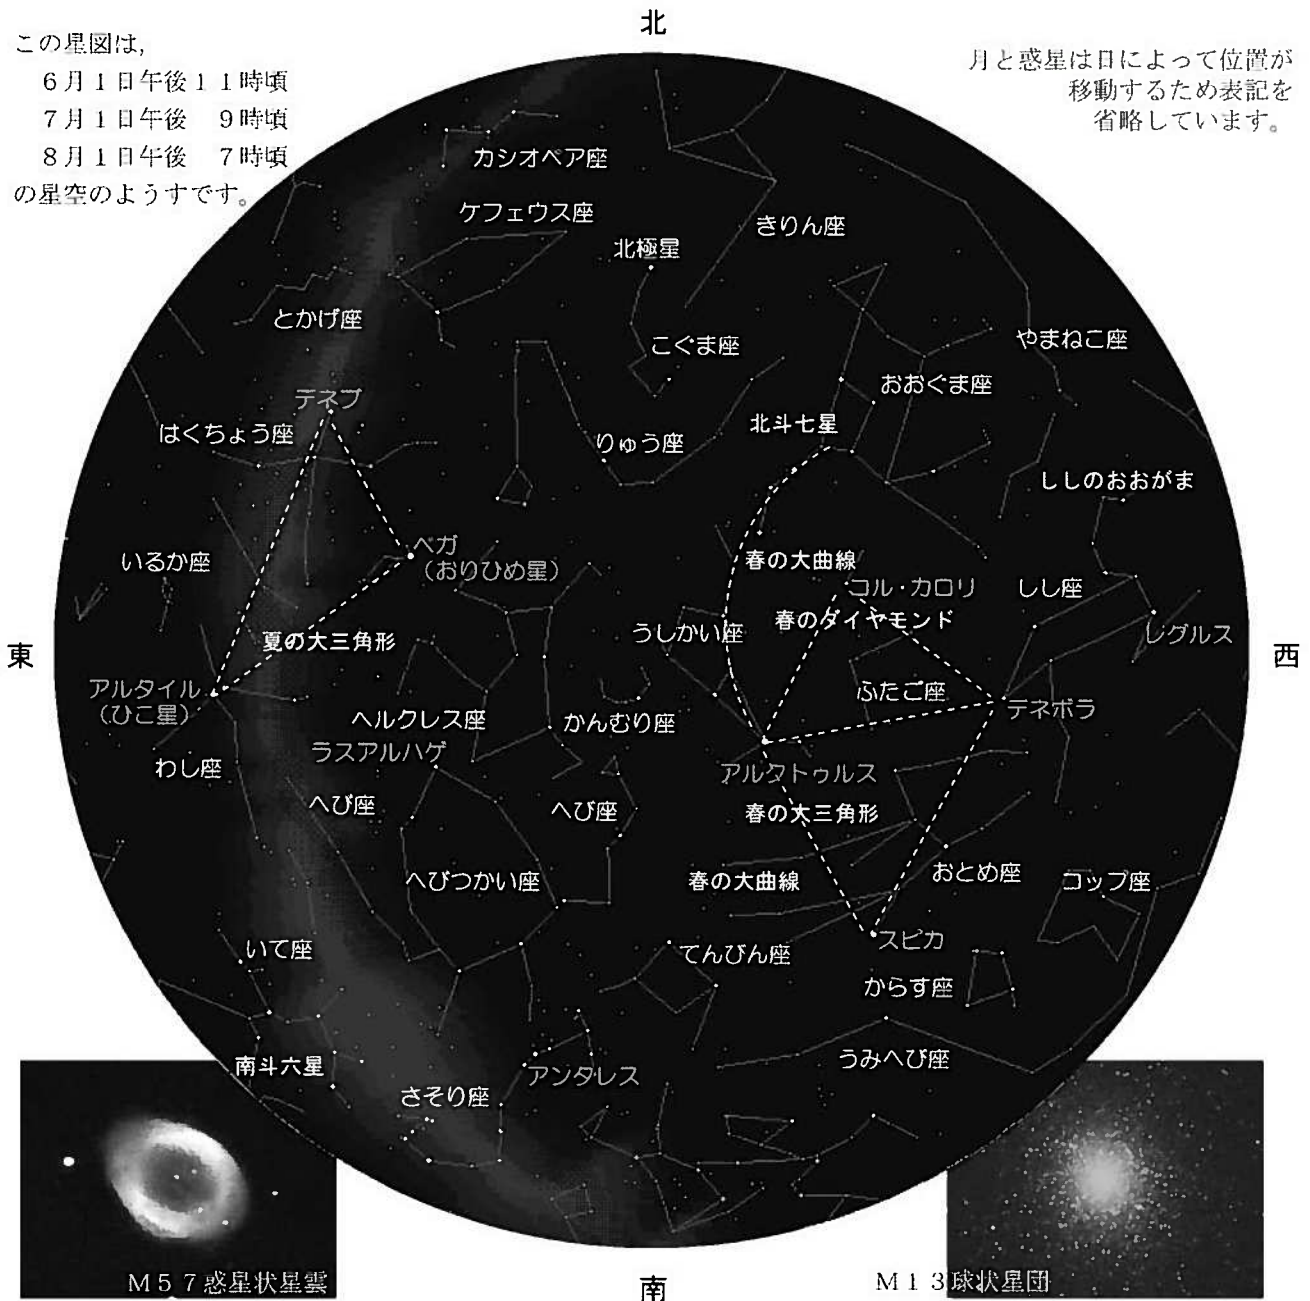 北
この星図は,
6月1日午後11時頃
7月1日午後 9時頃
8月1日午後 7時頃
の星空のようすです。
月と惑星は日によって位置が
移動するため表記を
省略しています。
カシオペア座
ケフェウス座
きりん座
北極星
とかげ座
こぐま座
やまねこ座
おおぐま座
デネブ
北斗七星
はくちょう座
りゅう座
ししのおおがま
ベガ
(おりひめ星)
いるか座
春の大曲線
コル・カロリ
しし座
春のダイヤモンド
うしかい座
レグルス
夏の大三角形
東
西
アルタイル
(ひこ星)
ふたご座
デネボラ
ヘルクレス座
かんむり座
ラスアルハゲ
わし座
アルタトゥルス
へび座
へび座
春の大三角形
へびつかい座
春の大曲線
おとめ座
コップ座
いて座
てんびん座
スピカ
からす座
南斗六星
さそり座
アンタレス
うみへび座
M57惑星状星雲
南
M13球状星団